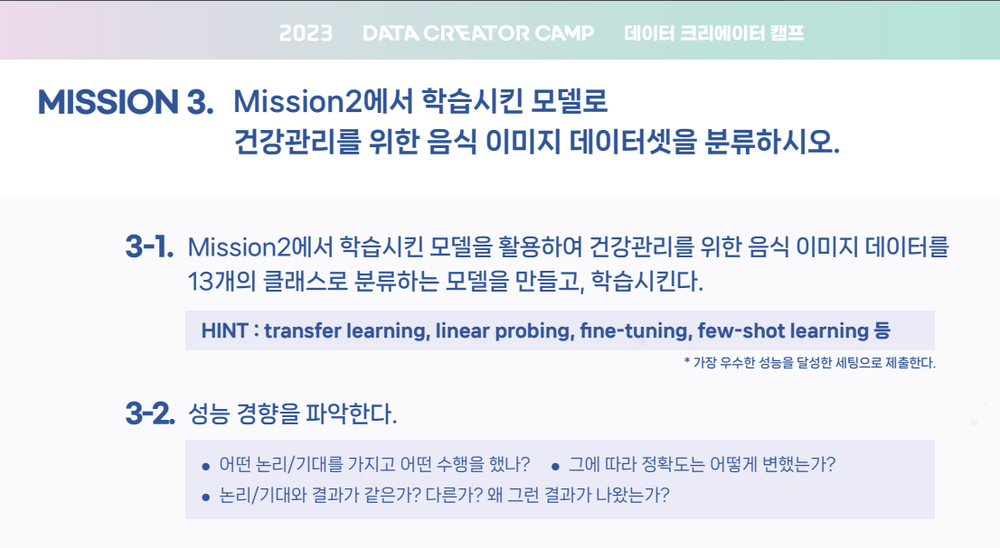 2023 DATA CREATOR CAMP 데이터 크리에이터 캠프
MISSION 3. Mission2에서 학습시킨 모델로
건강관리를 위한 음식 이미지 데이터셋을 분류하시오.
3-1. Mission2에서 학습시킨 모델을 활용하여 건강관리를 위한 음식 이미지 데이터를
13개의 클래스로 분류하는 모델을 만들고, 학습시킨다.
HINT : transfer learning, linear probing, fine-tuning, few-shot learning 등
* 가장 우수한 성능을 달성한 세팅으로 제출한다.
3-2. 성능 경향을 파악한다.
● 어떤 논리/기대를 가지고 어떤 수행을 했나? ● 그에 따라 정확도는 어떻게 변했는가?
● 논리/기대와 결과가 같은가? 다른가? 왜 그런 결과가 나왔는가?